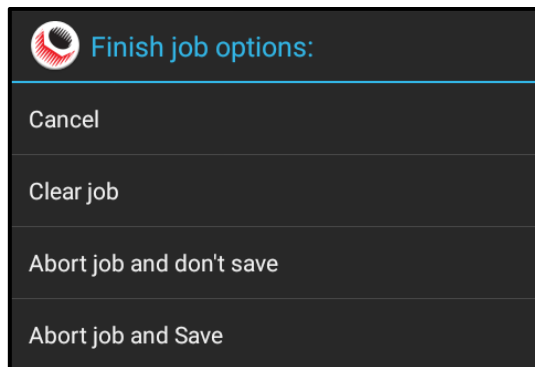 Finish job options:
Cancel
Clear job
Abort job and don't save
Abort job and Save